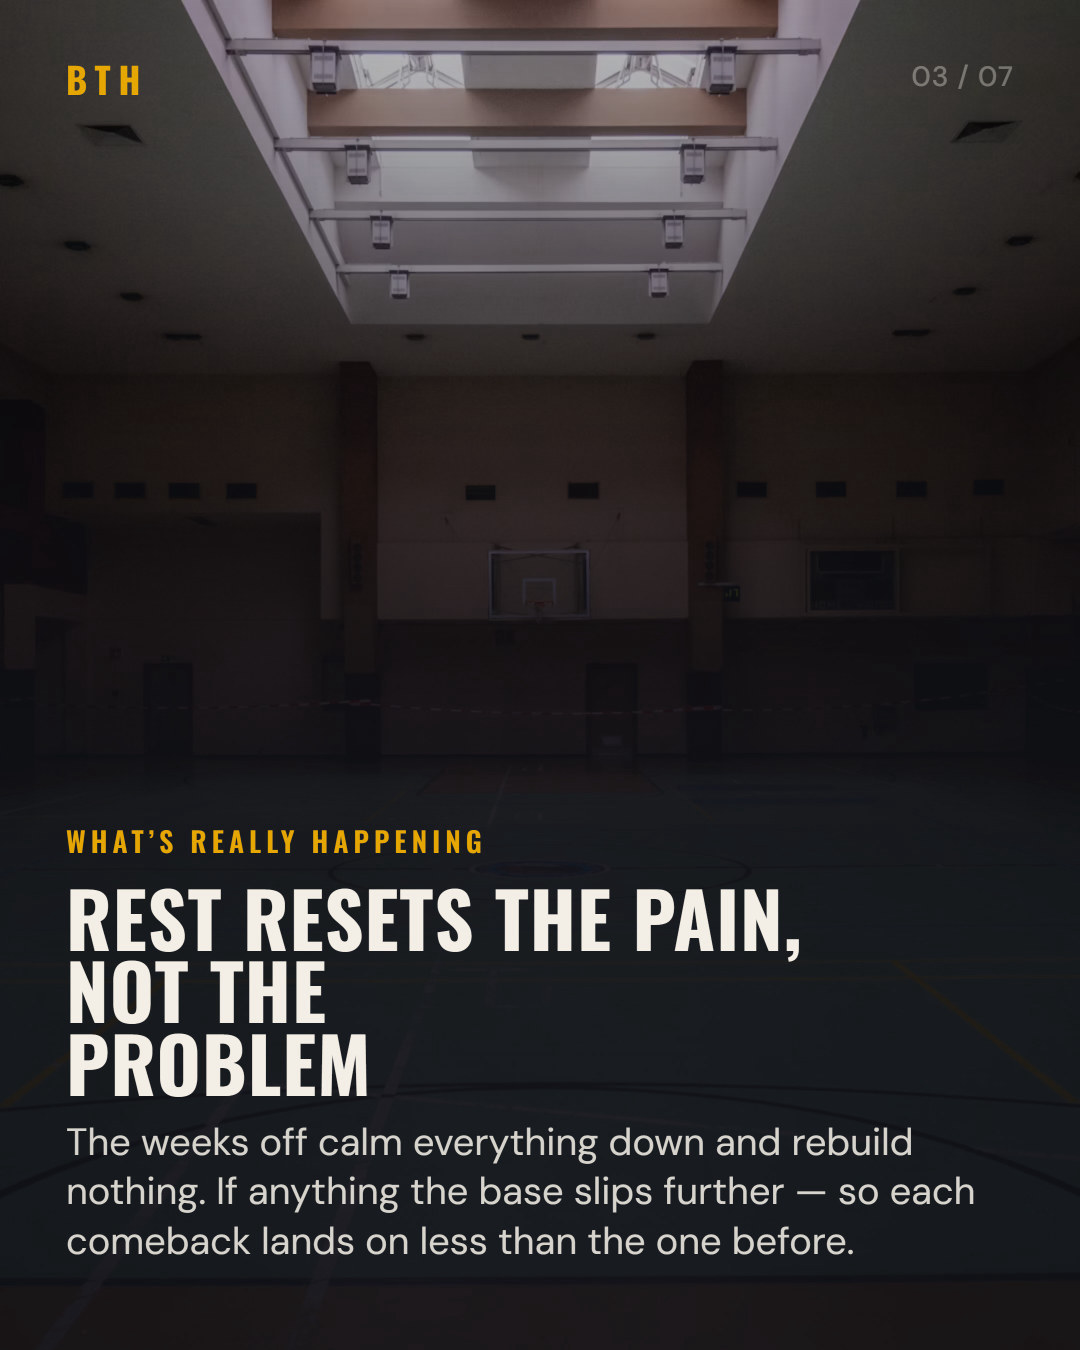 BTH
03 / 07
WHAT’S REALLY HAPPENING
REST RESETS THE PAIN,
NOT THE
PROBLEM
The weeks off calm everything down and rebuild
nothing. If anything the base slips further — so each
comeback lands on less than the one before.